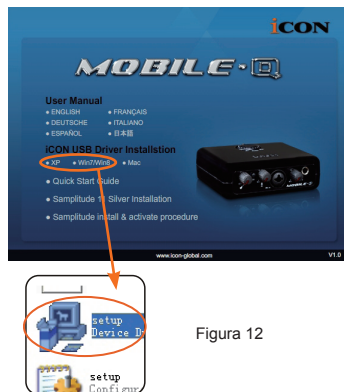 iCON
MOBILE·Q
User Manual
● ENGLISH ● FRANÇAIS
● DEUTSCHE ● ITALIANO
● ESPAÑOL ● 日本語
iCON USB Driver Installstion
● XP ● Win7/Win8 ● Mac
● Quick Start Guide
● Samplitude 11 Silver Installation
● Samplitude install & activate procedure
www.icon-global.com V1.0
setup
Device D
Figura 12
setup
Configur